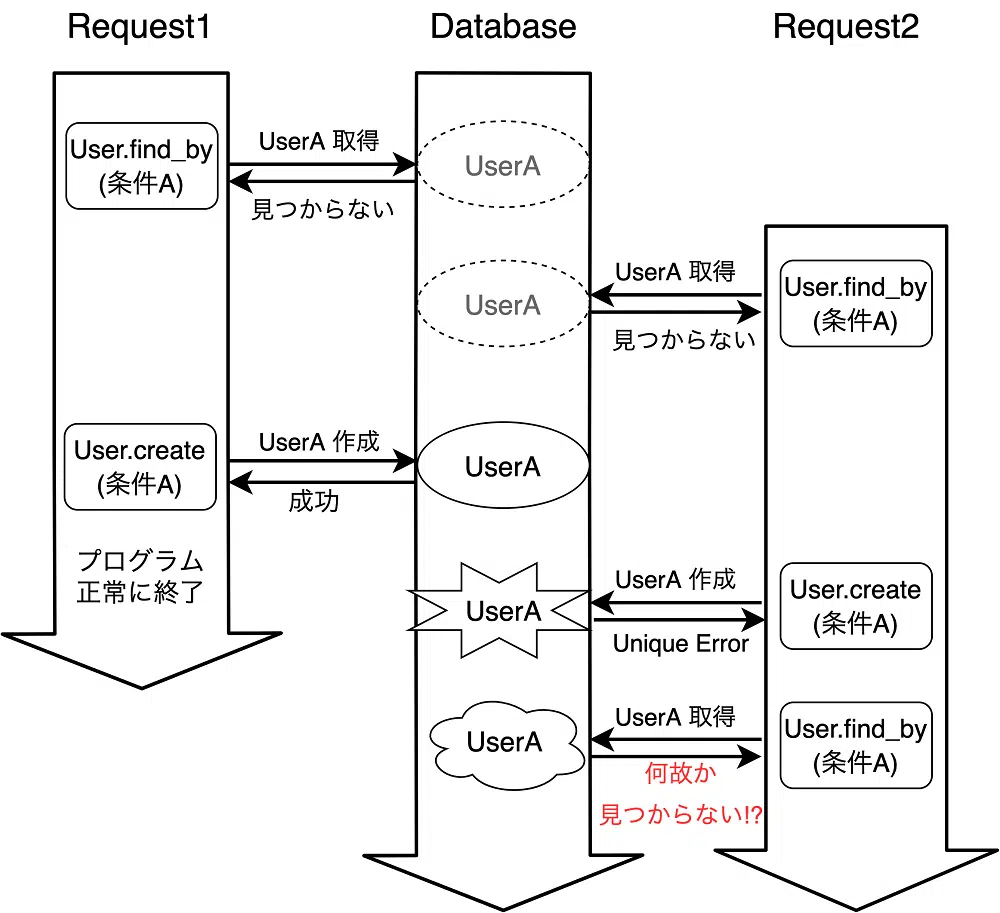 Request1
Database
Request2
User.find_by
(条件A)
UserA 取得
見つからない
UserA
UserA
UserA 取得
見つからない
User.find_by
(条件A)
User.create
(条件A)
UserA 作成
成功
UserA
プログラム
正常に終了
UserA
UserA 作成
Unique Error
User.create
(条件A)
UserA
UserA 取得
何故か
見つからない!?
User.find_by
(条件A)